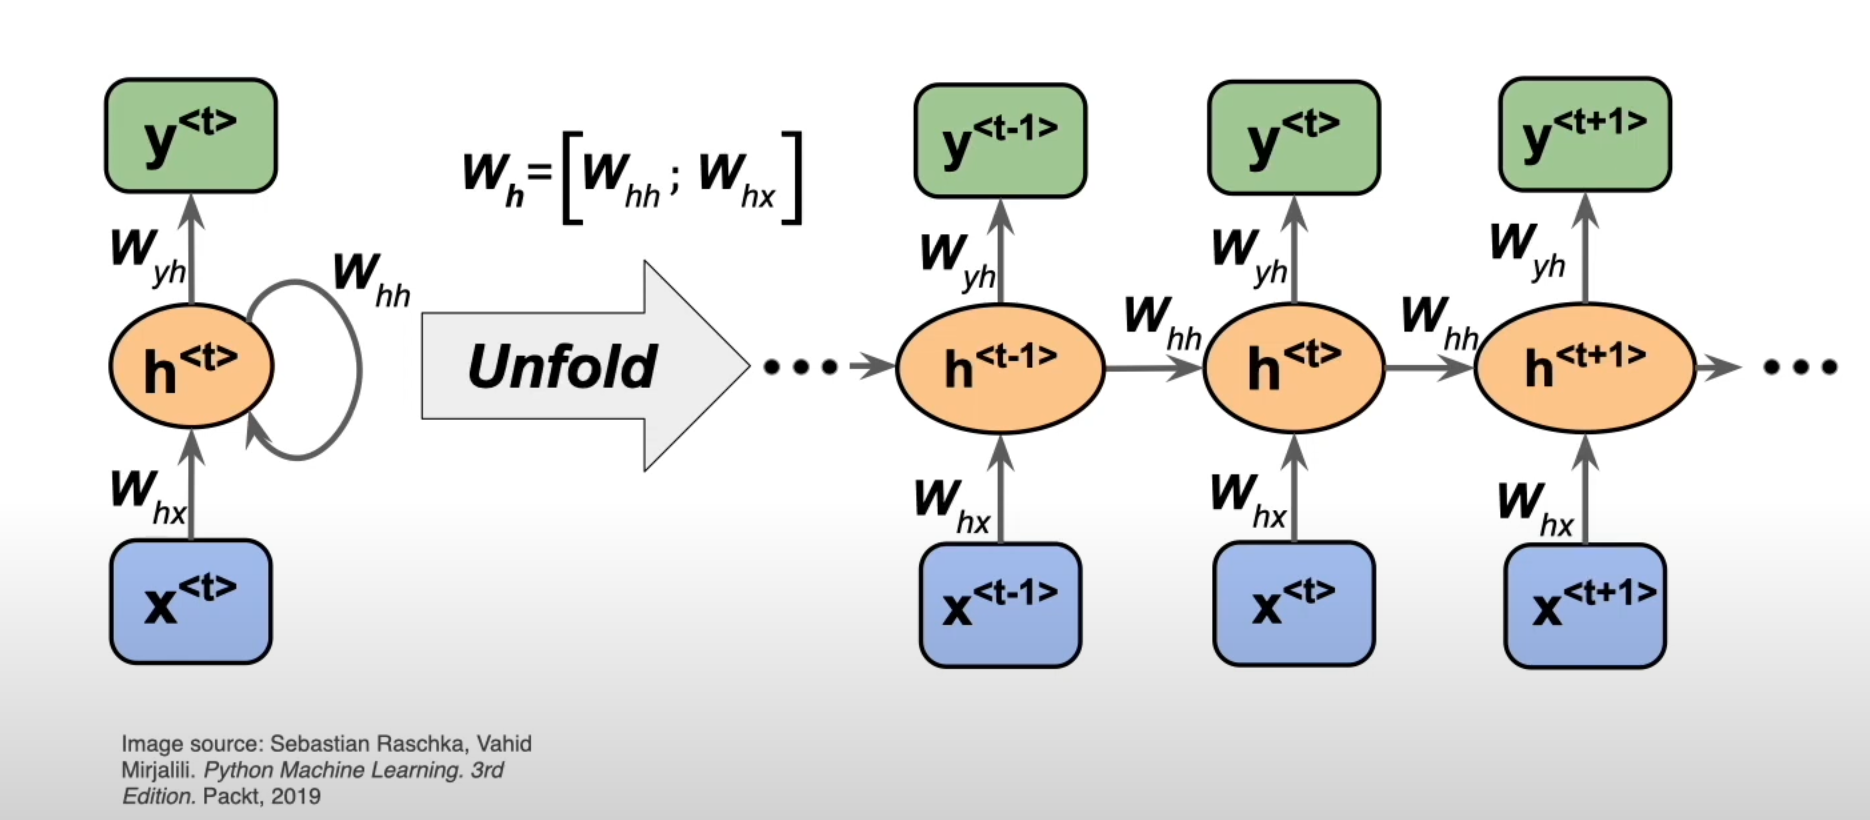 y<t>
W_yh
W_hh
h<t>
W_hx
x<t>
W_h=[W_hh ; W_hx]
Unfold
y<t-1>
y<t>
y<t+1>
W_yh
W_yh
W_yh
W_hh
W_hh
h<t-1>
h<t>
h<t+1>
W_hx
W_hx
W_hx
x<t-1>
x<t>
x<t+1>
Image source: Sebastian Raschka, Vahid
Mirjalili. Python Machine Learning. 3rd
Edition. Packt, 2019